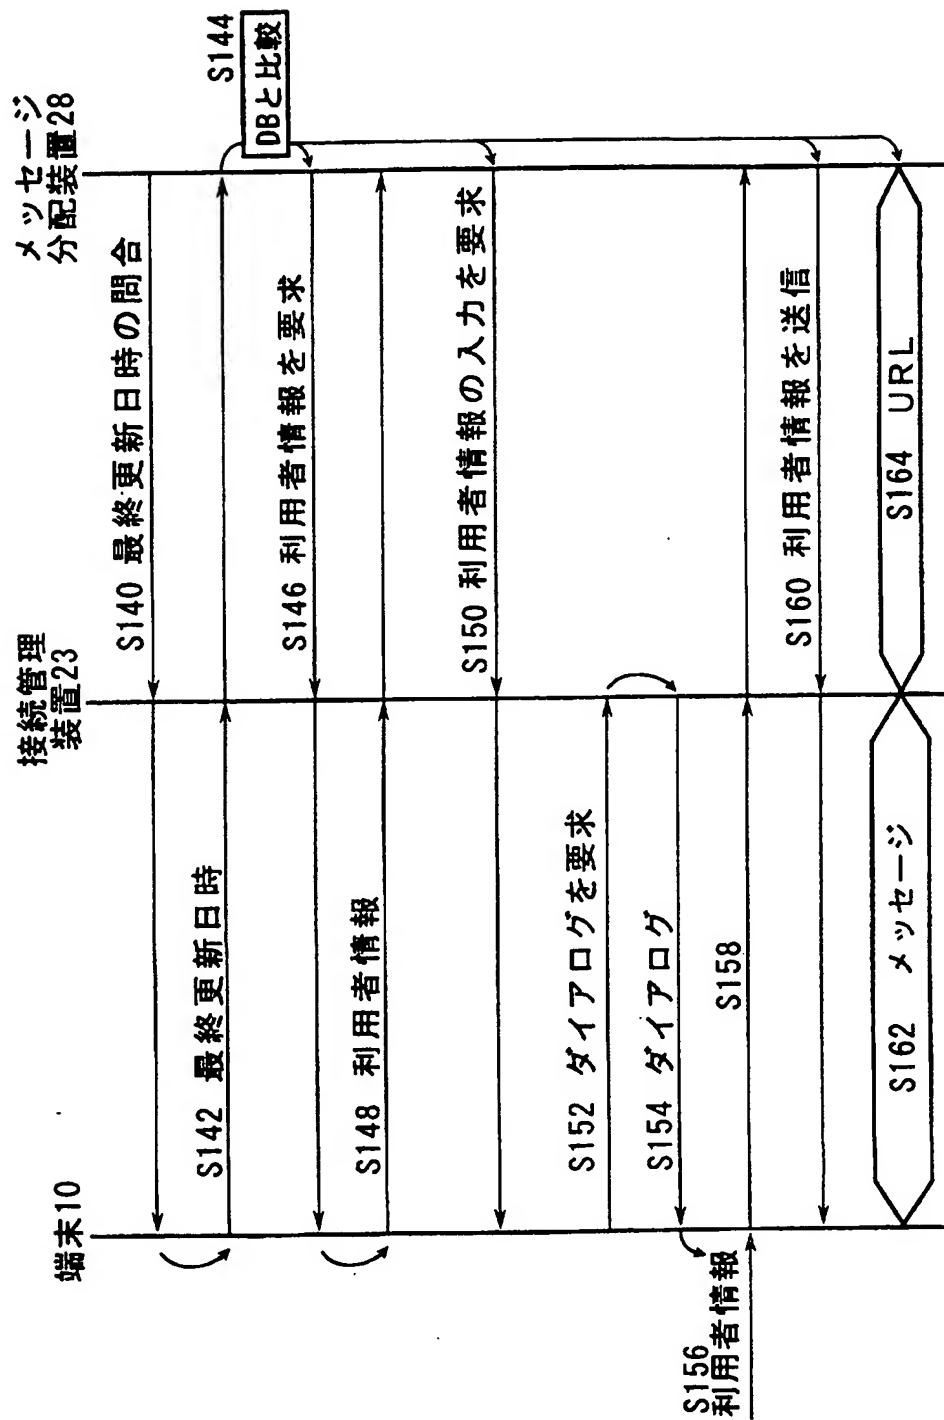 端末10
接続管理
装置23
メッセージ
分配装置28
S140 最終更新日時の問合
S142 最終更新日時
S144
DBと比較
S146 利用者情報を要求
S148 利用者情報
S150 利用者情報の入力を要求
S152 ダイアログを要求
S154 ダイアログ
S156
利用者情報
S158
S160 利用者情報を送信
S162 メッセージ
S164 URL